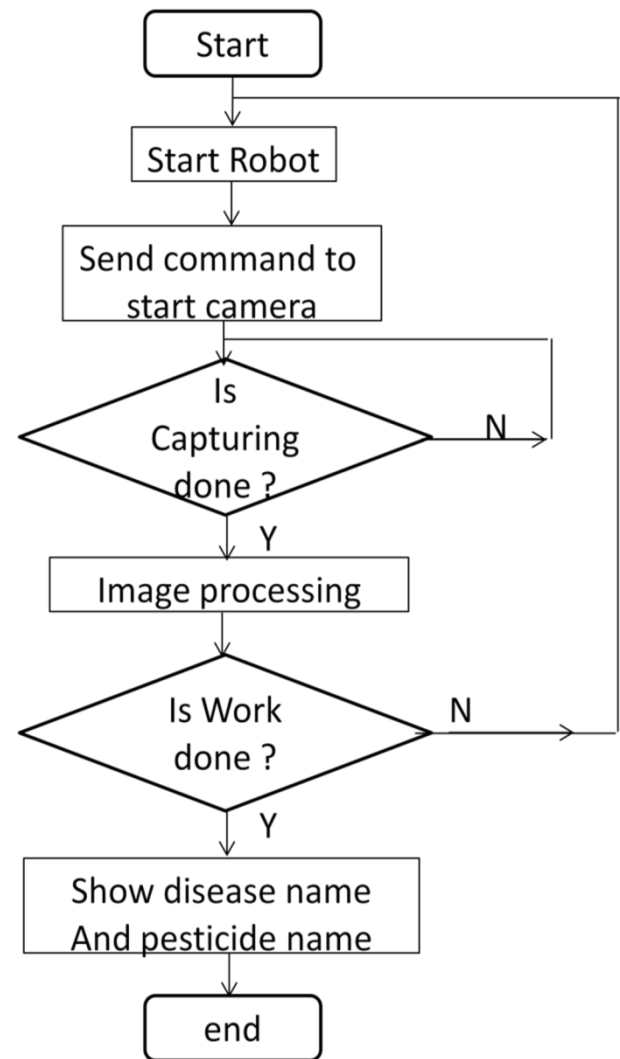 Start
Start Robot
Send command to
start camera
Is
Capturing
done ?
N
Y
Image processing
Is Work
done ?
N
Y
Show disease name
And pesticide name
end